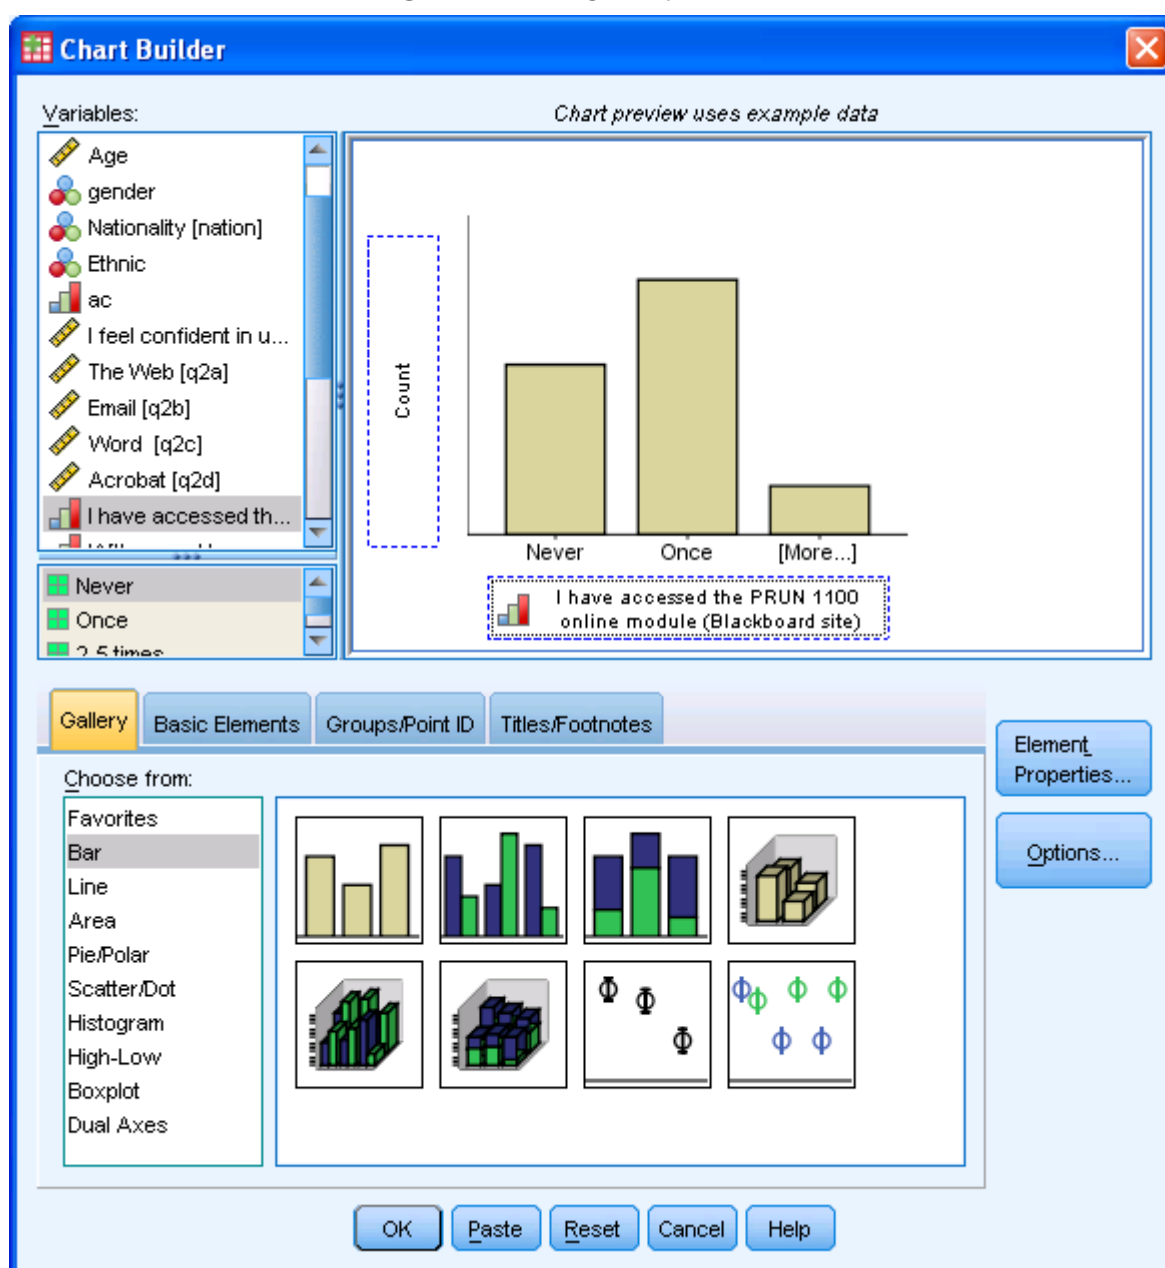 Chart Builder
Variables:
Chart preview uses example data
Age
gender
Nationality [nation]
Ethnic
ac
I feel confident in u...
The Web [q2a]
Email [q2b]
Word [q2c]
Acrobat [q2d]
I have accessed th...
Never
Once
2-5 times
Count
Never Once [More...]
I have accessed the PRUN 1100
online module (Blackboard site)
Gallery Basic Elements Groups/Point ID Titles/Footnotes
Element
Properties...
Options...
Choose from:
Favorites
Bar
Line
Area
Pie/Polar
Scatter/Dot
Histogram
High-Low
Boxplot
Dual Axes
OK Paste Reset Cancel Help